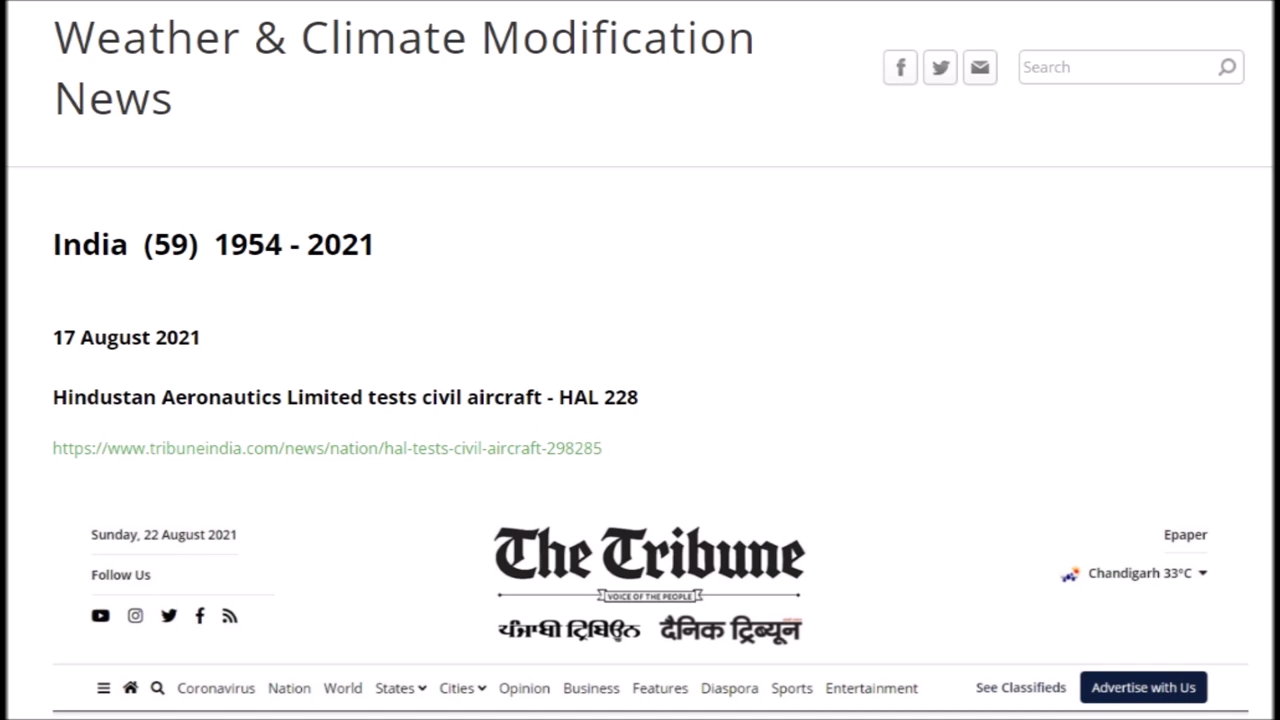 Weather & Climate Modification
News
Search
India (59) 1954 - 2021
17 August 2021
Hindustan Aeronautics Limited tests civil aircraft - HAL 228
https://www.tribuneindia.com/news/nation/hal-tests-civil-aircraft-298285
Sunday, 22 August 2021
Follow Us
The Tribune
VOICE OF THE PEOPLE
ਪੰਜਾਬੀ ਟ੍ਰਿਬਿਊਨ दैनिक ट्रिब्यून
Epaper
Chandigarh 33°C
Coronavirus Nation World States Cities Opinion Business Features Diaspora Sports Entertainment See Classifieds Advertise with Us